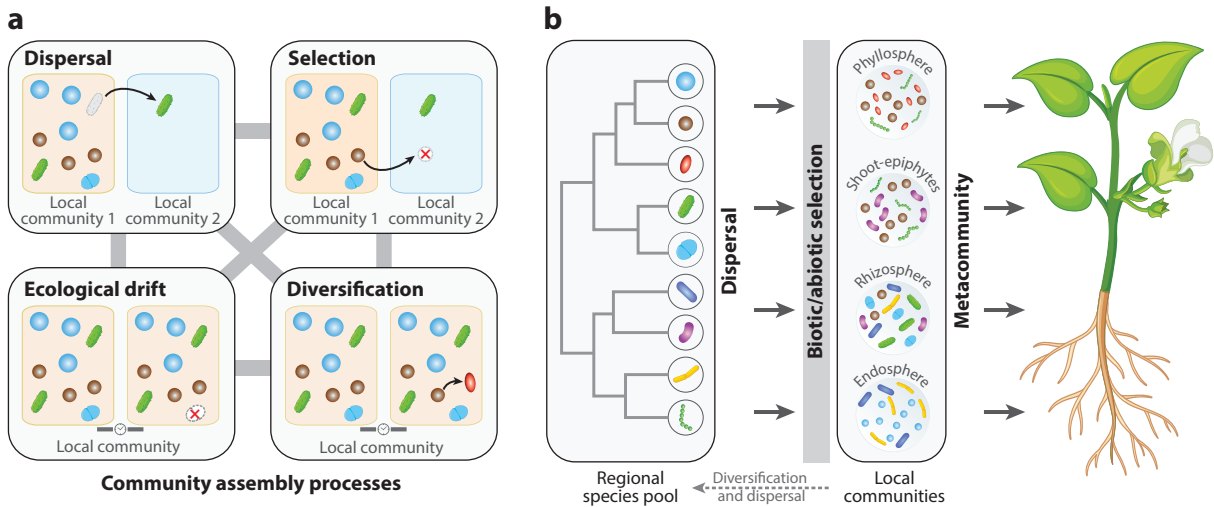 a
Dispersal
Local
community 1
Local
community 2
Selection
Local
community 1
Local
community 2
Ecological drift
Local community
Diversification
Local community
Community assembly processes
b
Dispersal
Regional
species pool
Biotic/abiotic selection
Diversification
and dispersal
Phyllosphere
Shoot-epiphytes
Rhizosphere
Endosphere
Local
communities
Metacommunity